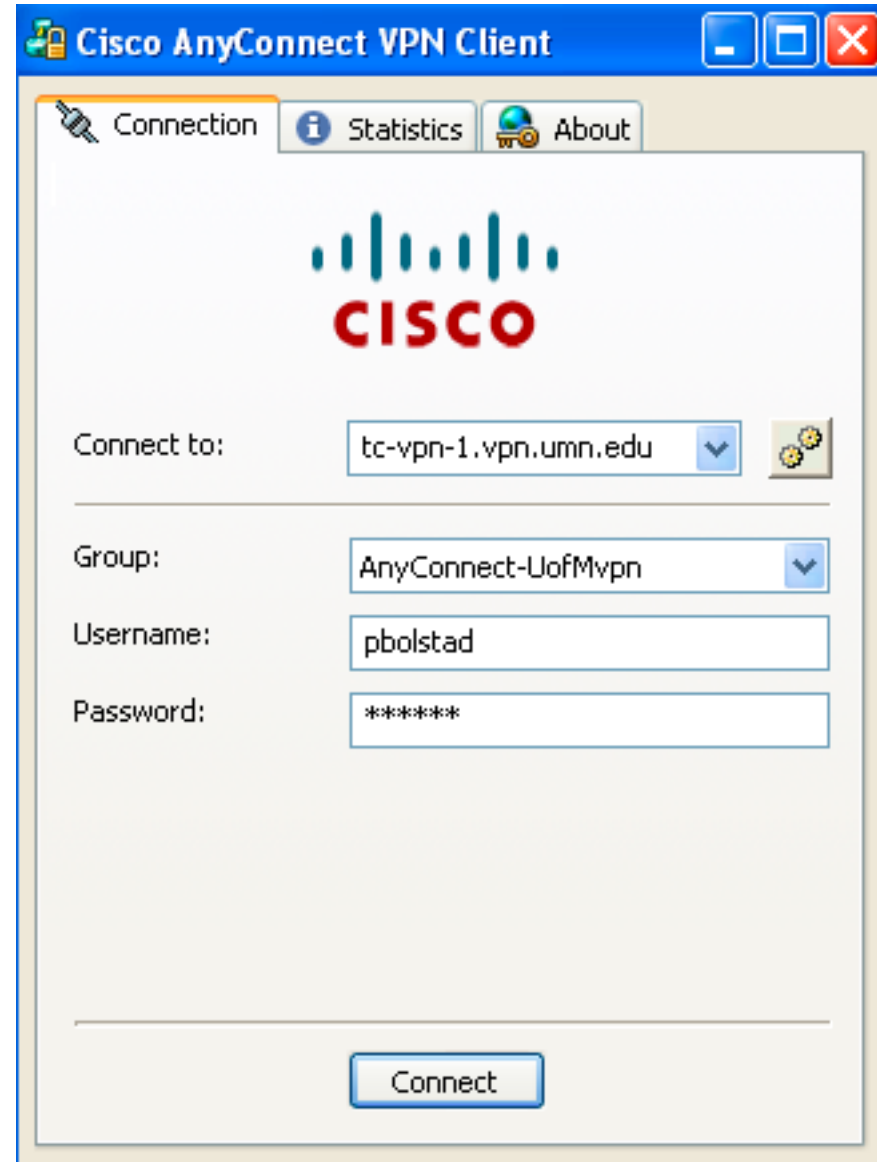 Cisco AnyConnect VPN Client
Connection Statistics About
CISCO
Connect to: tc-vpn-1.vpn.umn.edu
Group: AnyConnect-UofMvpn
Username: pbolstad
Password: ******
Connect